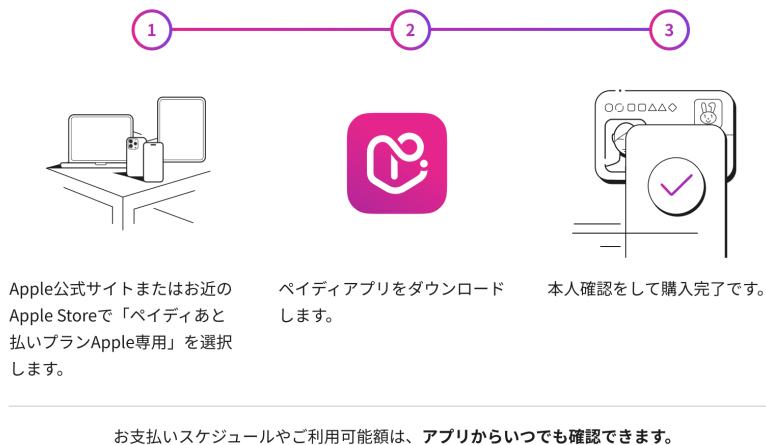 1
2
3
Apple公式サイトまたはお近の
Apple Storeで「ペイディあと
払いプランApple専用」を選択
します。
ペイディアプリをダウンロード
します。
本人確認をして購入完了です。
お支払いスケジュールやご利用可能額は、アプリからいつでも確認できます。